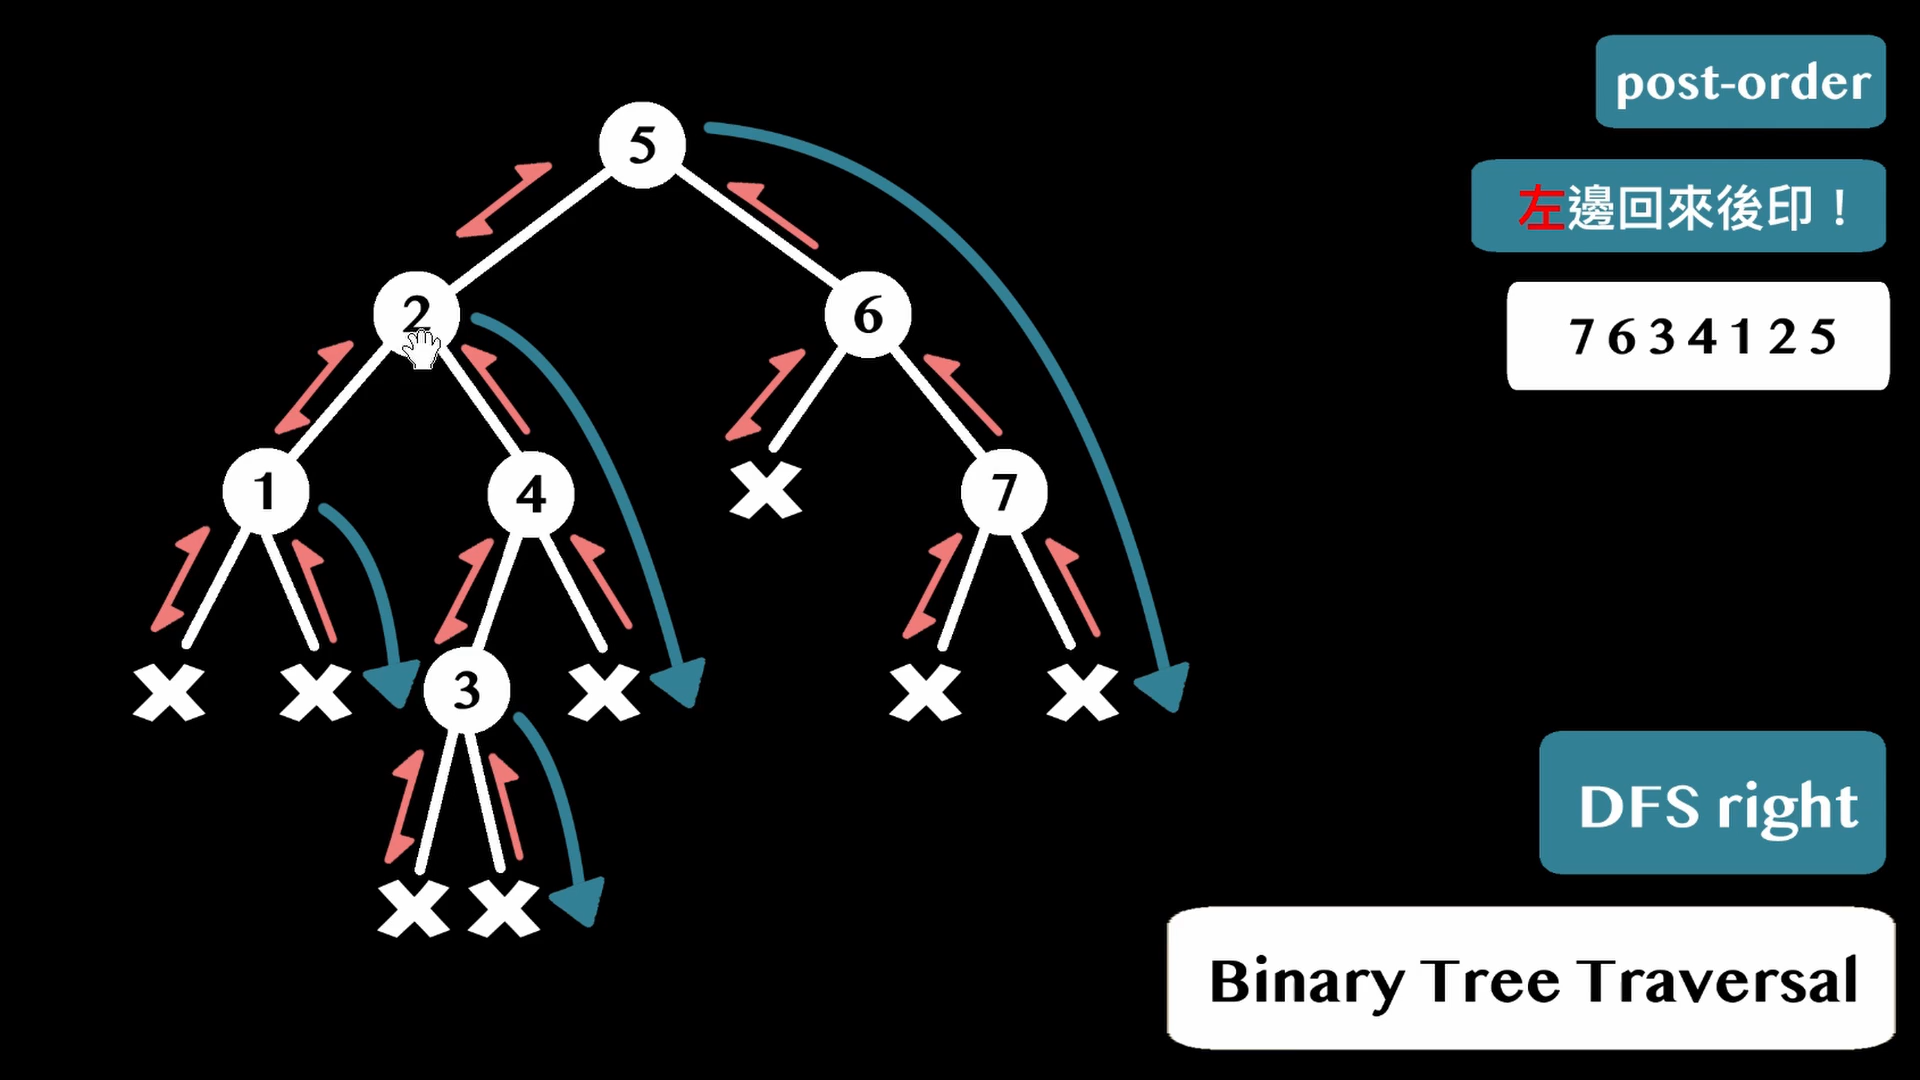 post-order
左邊回來後印！
7 6 3 4 1 2 5
5
2
6
1
4
7
3
DFS right
Binary Tree Traversal